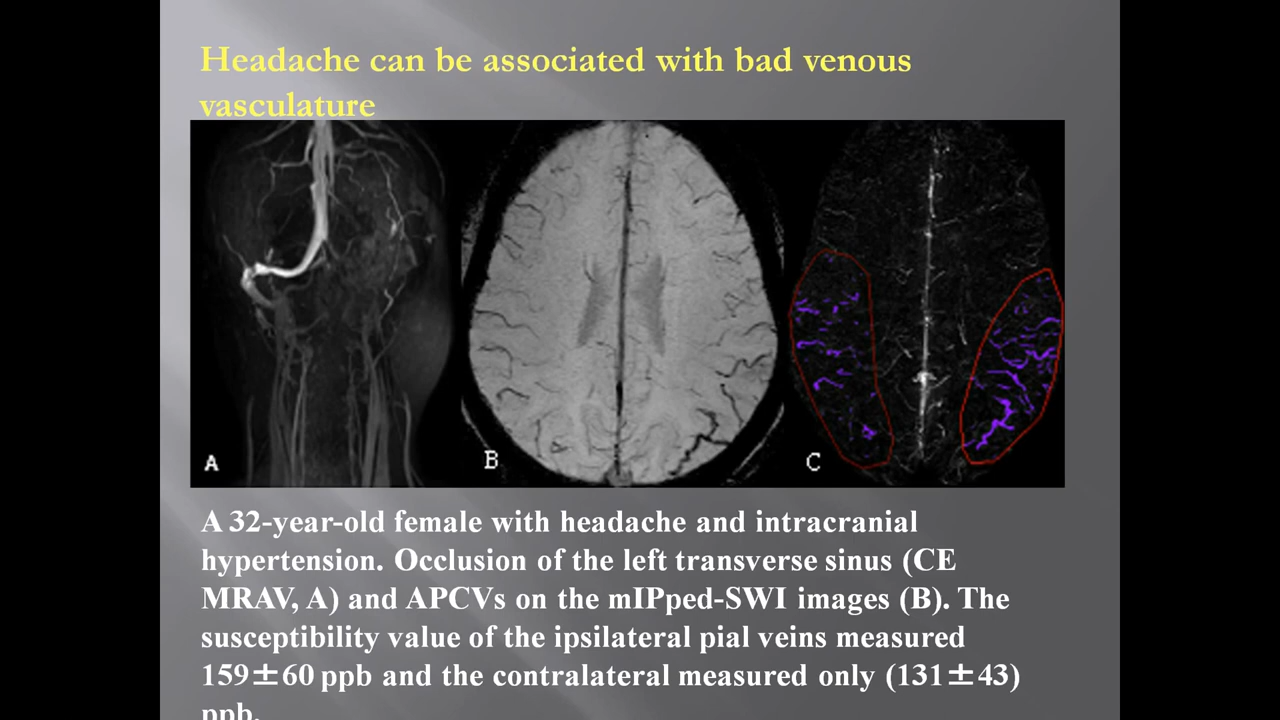 Headache can be associated with bad venous
vasculature
A
B
C
A 32-year-old female with headache and intracranial
hypertension. Occlusion of the left transverse sinus (CE
MRAV, A) and APCVs on the mIPped-SWI images (B). The
susceptibility value of the ipsilateral pial veins measured
159±60 ppb and the contralateral measured only (131±43)
ppb.